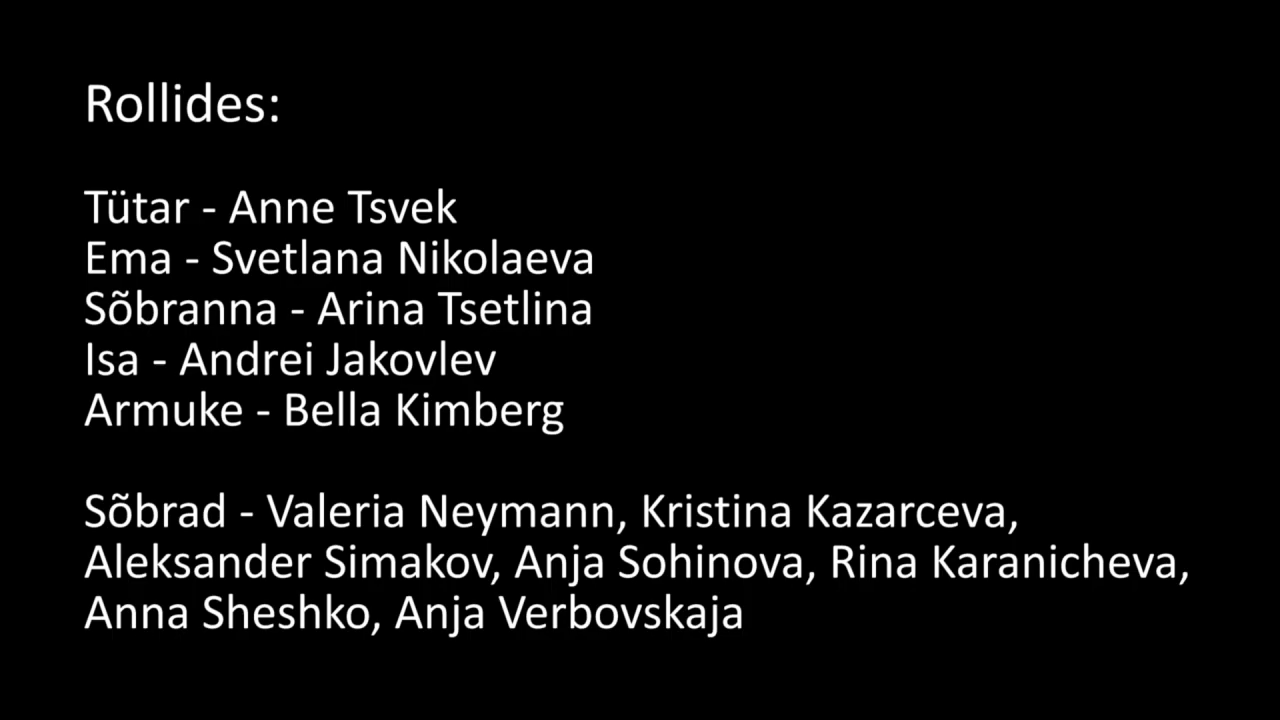 Rollides:
Tütar - Anne Tsvek
Ema - Svetlana Nikolaeva
Sõbranna - Arina Tsetlina
Isa - Andrei Jakovlev
Armuke - Bella Kimberg
Sõbrad - Valeria Neymann, Kristina Kazarceva,
Aleksander Simakov, Anja Sohinova, Rina Karanicheva,
Anna Sheshko, Anja Verbovskaja